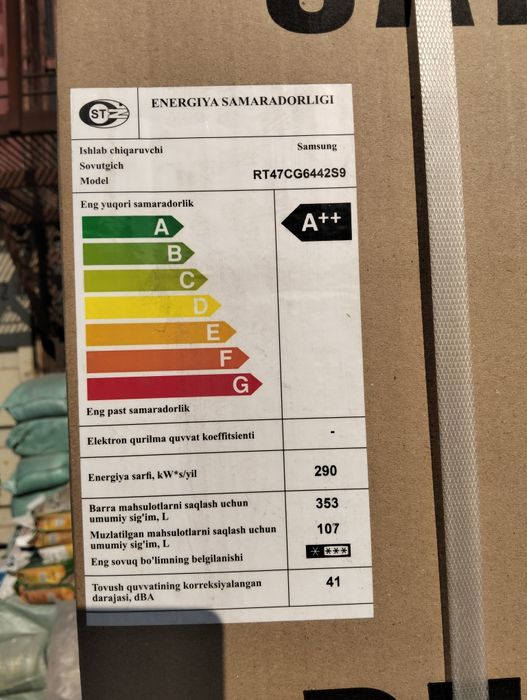 ST
ENERGIYA SAMARADORLIGI
Ishlab chiqaruvchi Samsung
Sovutgich
Model RT47CG6442S9
Eng yuqori samaradorlik
A++
A
B
C
D
E
F
G
Eng past samaradorlik
Elektron qurilma quvvat koeffitsienti -
Energiya sarfi, kW*s/yil 290
Barra mahsulotlarni saqlash uchun
umumiy sig'im, L 353
Muzlatilgan mahsulotlarni saqlash uchun
umumiy sig'im, L 107
Eng sovuq bo'limning belgilanishi * ***
Tovush quvvatining korreksiyalangan
darajasi, dBA 41